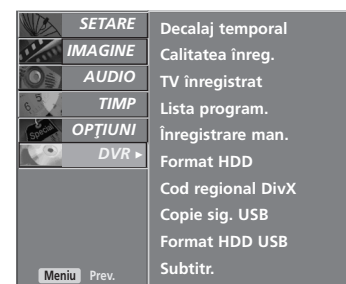 SETARE
IMAGINE
AUDIO
TIMP
OPŢIUNI
DVR ►
Decalaj temporal
Calitatea înreg.
TV înregistrat
Lista program.
Înregistrare man.
Format HDD
Cod regional DivX
Copie sig. USB
Format HDD USB
Subtitr.
Meniu Prev.